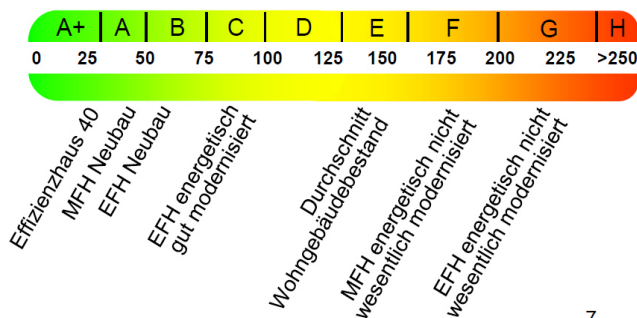 A+ A B C D E F G H
0 25 50 75 100 125 150 175 200 225 >250
Effizienzhaus 40
MFH Neubau
EFH Neubau
EFH energetisch
gut modernisiert
Durchschnitt
Wohngebäudebestand
MFH energetisch nicht
wesentlich modernisiert
EFH energetisch nicht
wesentlich modernisiert
7